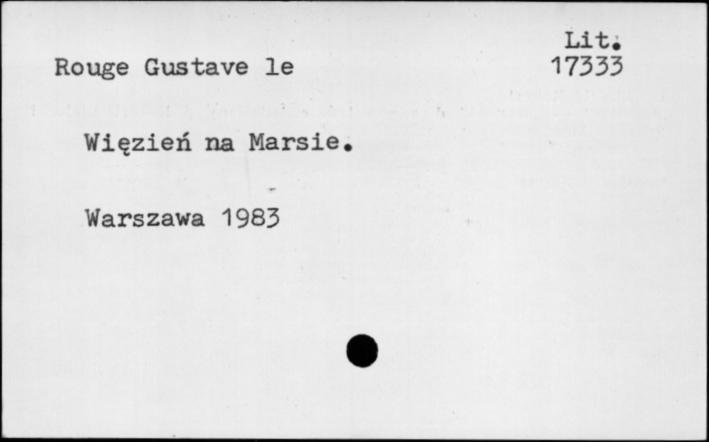 Lit.
Rouge Gustave le 17333
Więzień na Marsie.
Warszawa 1983